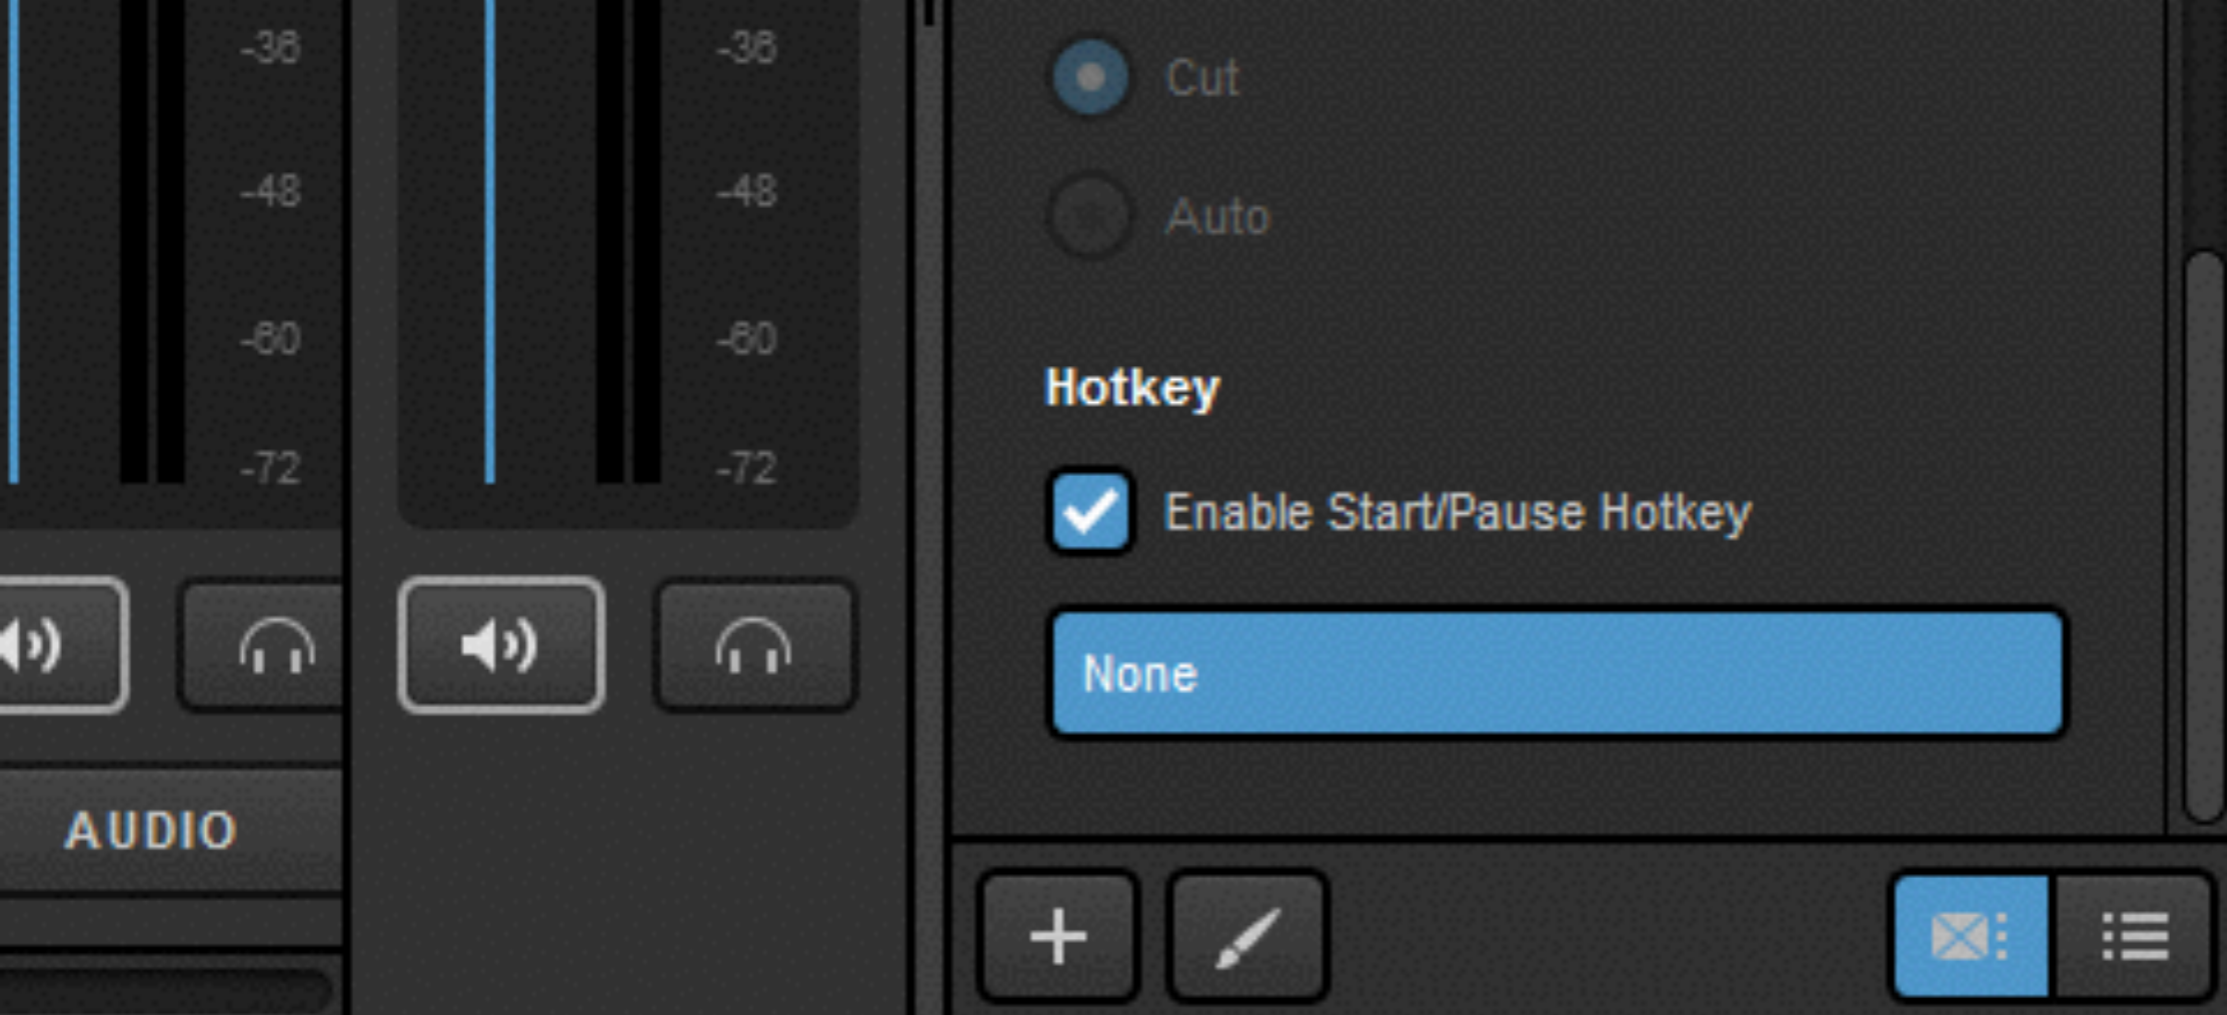 -36
-48
-60
-72
AUDIO
-36
-48
-60
-72
Cut
Auto
Hotkey
Enable Start/Pause Hotkey
None